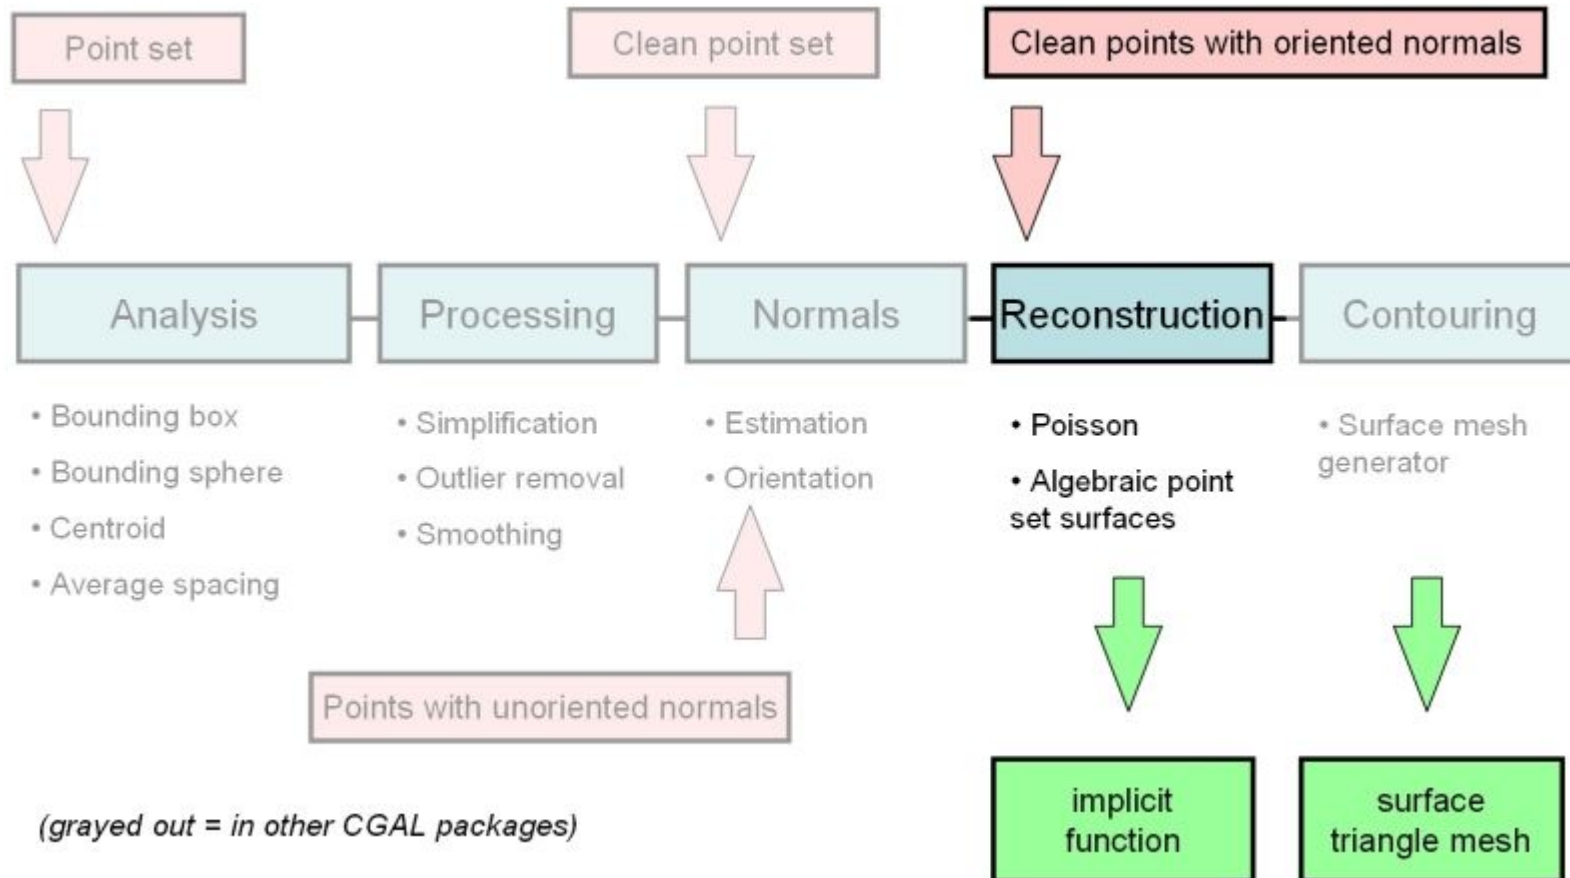 Point set
Clean point set
Clean points with oriented normals
Analysis
Processing
Normals
Reconstruction
Contouring
• Bounding box
• Bounding sphere
• Centroid
• Average spacing
• Simplification
• Outlier removal
• Smoothing
• Estimation
• Orientation
• Poisson
• Algebraic point
set surfaces
• Surface mesh
generator
Points with unoriented normals
(grayed out = in other CGAL packages)
implicit
function
surface
triangle mesh